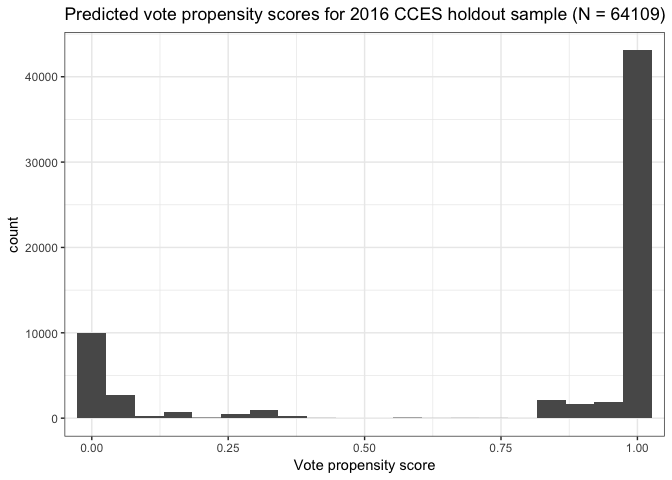 Predicted vote propensity scores for 2016 CCES holdout sample (N = 64109)
40000
30000
20000
10000
0
count
0.00 0.25 0.50 0.75 1.00
Vote propensity score